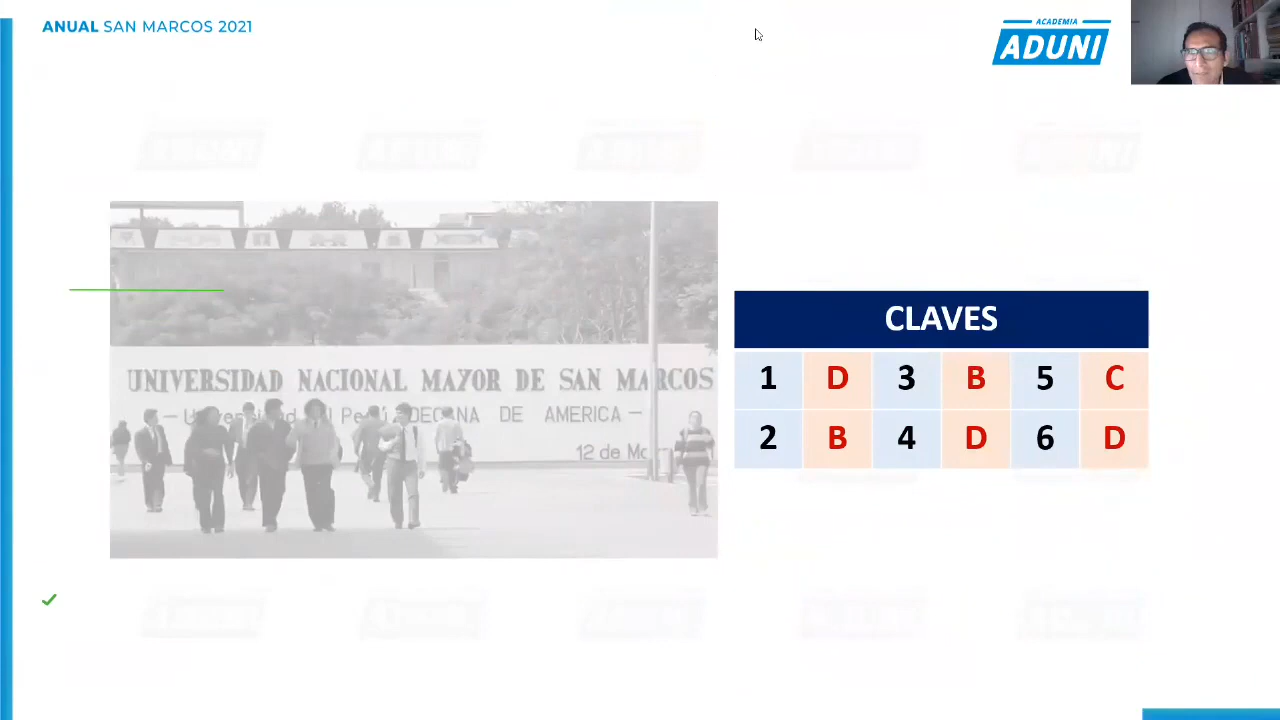 ANUAL SAN MARCOS 2021
ACADEMIA
ADUNI
UNIVERSIDAD NACIONAL MAYOR DE SAN MARCOS
DECANA DE AMERICA
12 de
CLAVES
1 D 3 B 5 C
2 B 4 D 6 D